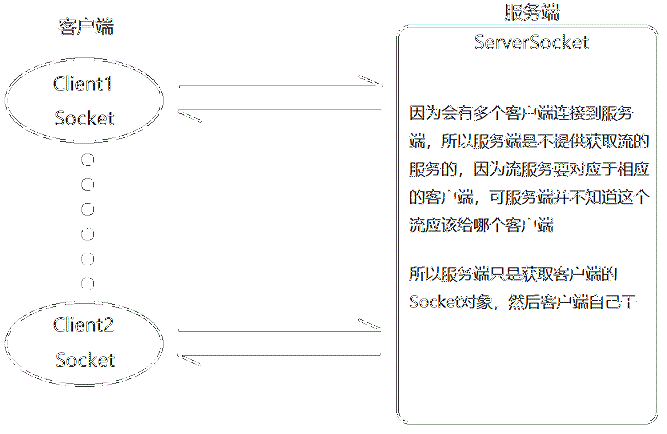 客户端
服务端
ServerSocket
Client1
Socket
因为会有多个客户端连接到服务
端，所以服务端是不提供获取流的
服务的，因为流服务要对应于相应
的客户端，可服务端并不知道这个
流应该给哪个客户端
所以服务端只是获取客户端的
Socket对象，然后客户端自己干
Client2
Socket